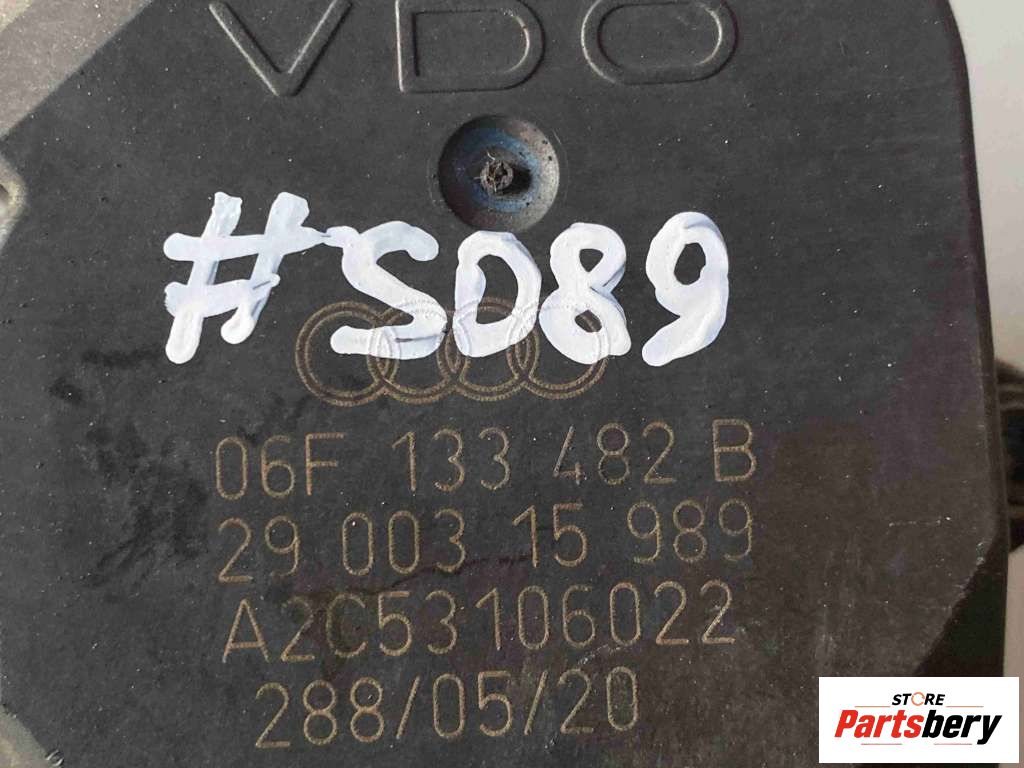 VDO
#SD89
06F 133 482 B
29 003 15 989
A2C53106022
288/05/20
STORE
Partsbery